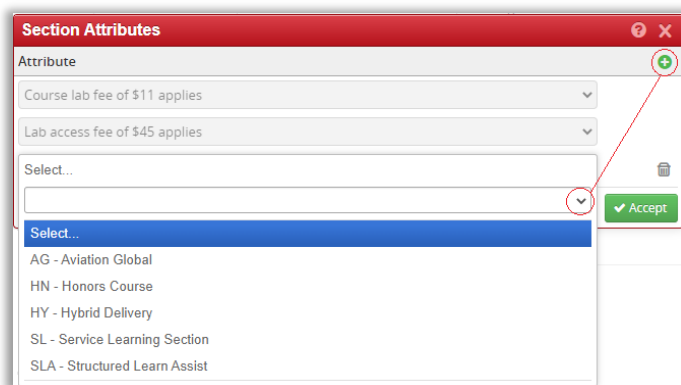 Section Attributes
Attribute
Course lab fee of $11 applies
Lab access fee of $45 applies
Select...
Accept
Select...
AG - Aviation Global
HN - Honors Course
HY - Hybrid Delivery
SL - Service Learning Section
SLA - Structured Learn Assist